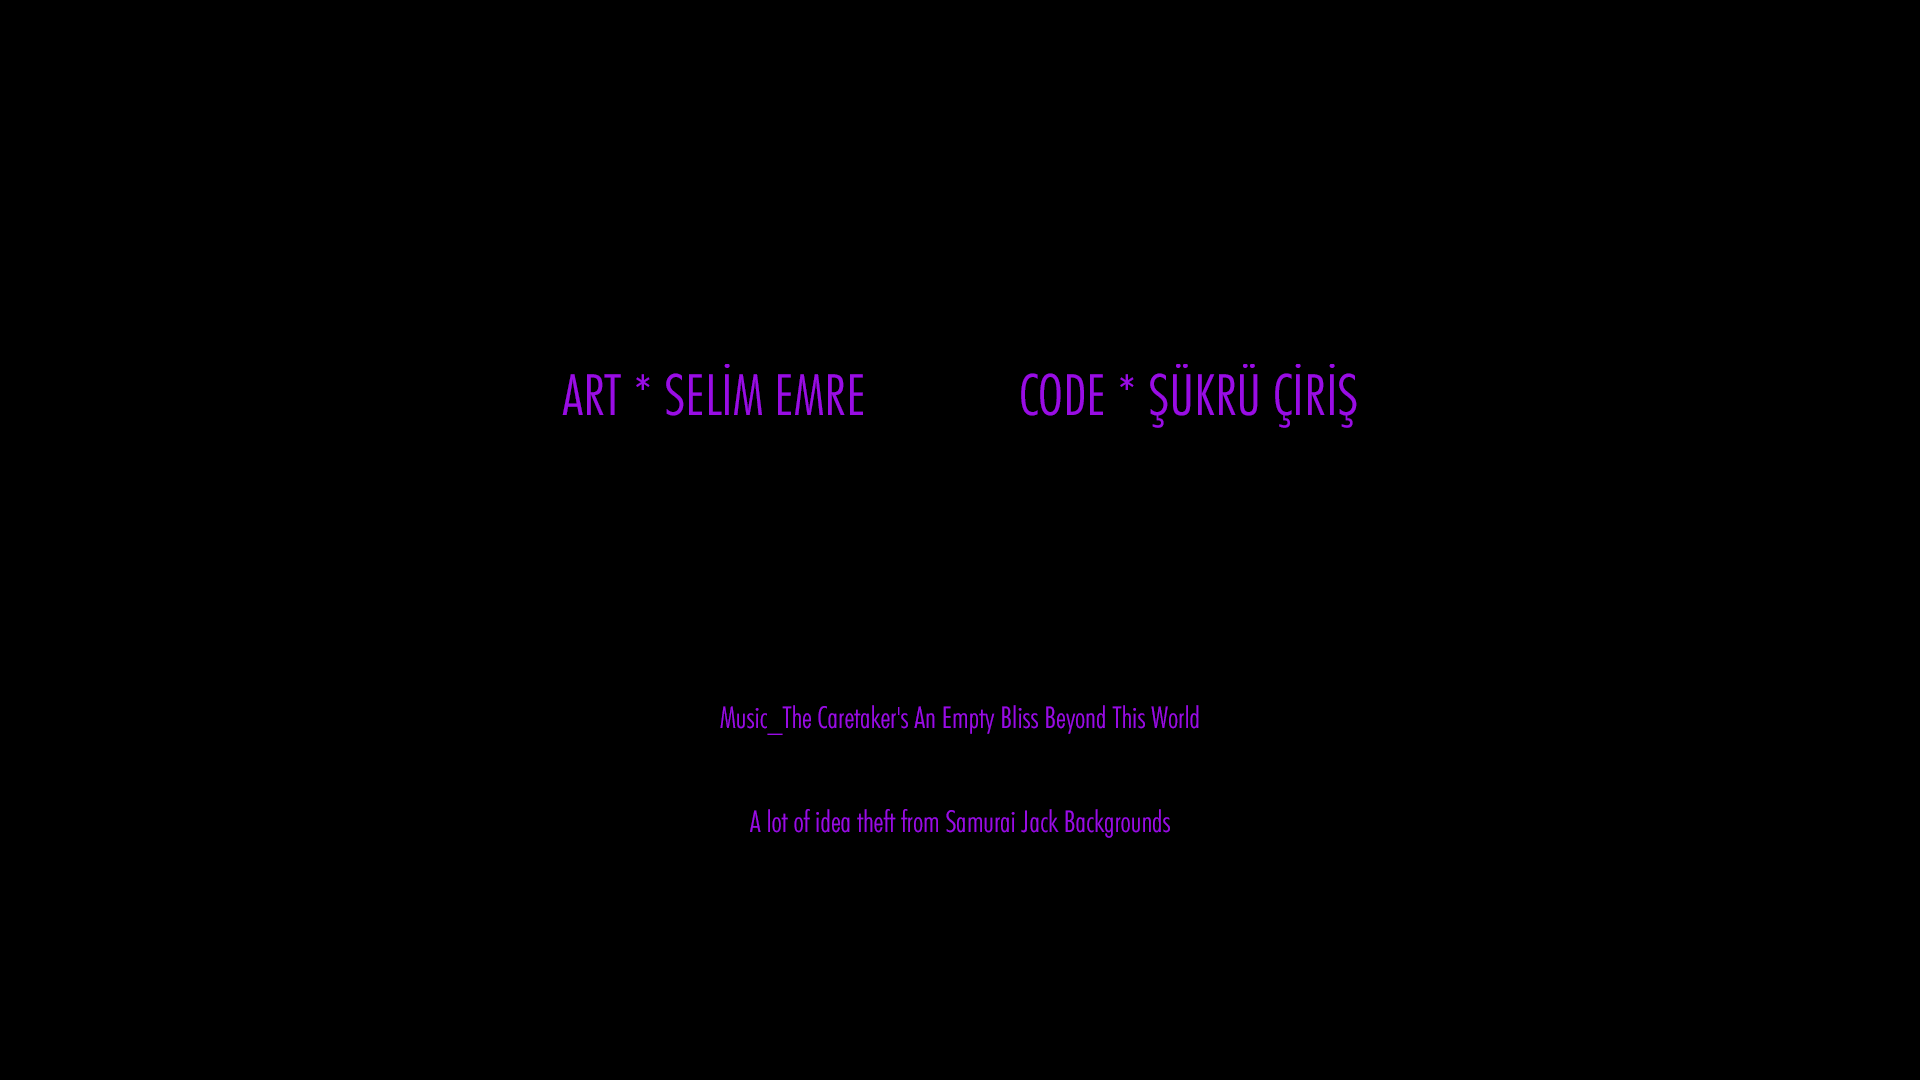 ART * SELİM EMRE
CODE * ŞÜKRÜ ÇİRİŞ
Music_The Caretaker's An Empty Bliss Beyond This World
A lot of idea theft from Samurai Jack Backgrounds